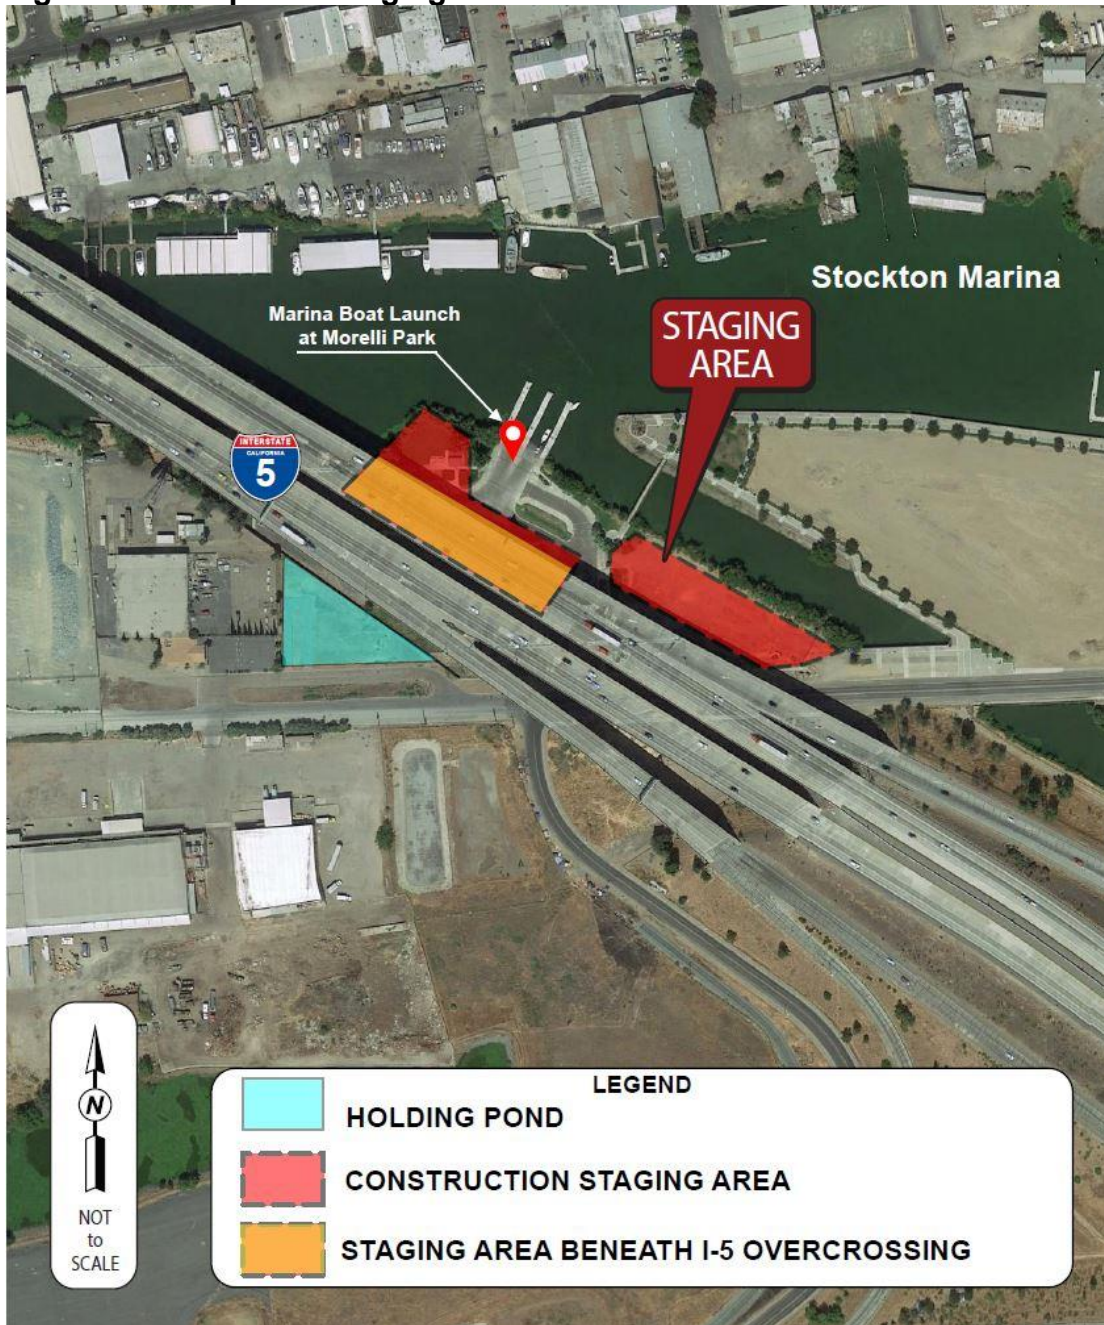 Stockton Marina
Marina Boat Launch
at Morelli Park
STAGING
AREA
INTERSTATE
CALIFORNIA
5
N
NOT
to
SCALE
LEGEND
HOLDING POND
CONSTRUCTION STAGING AREA
STAGING AREA BENEATH I-5 OVERCROSSING